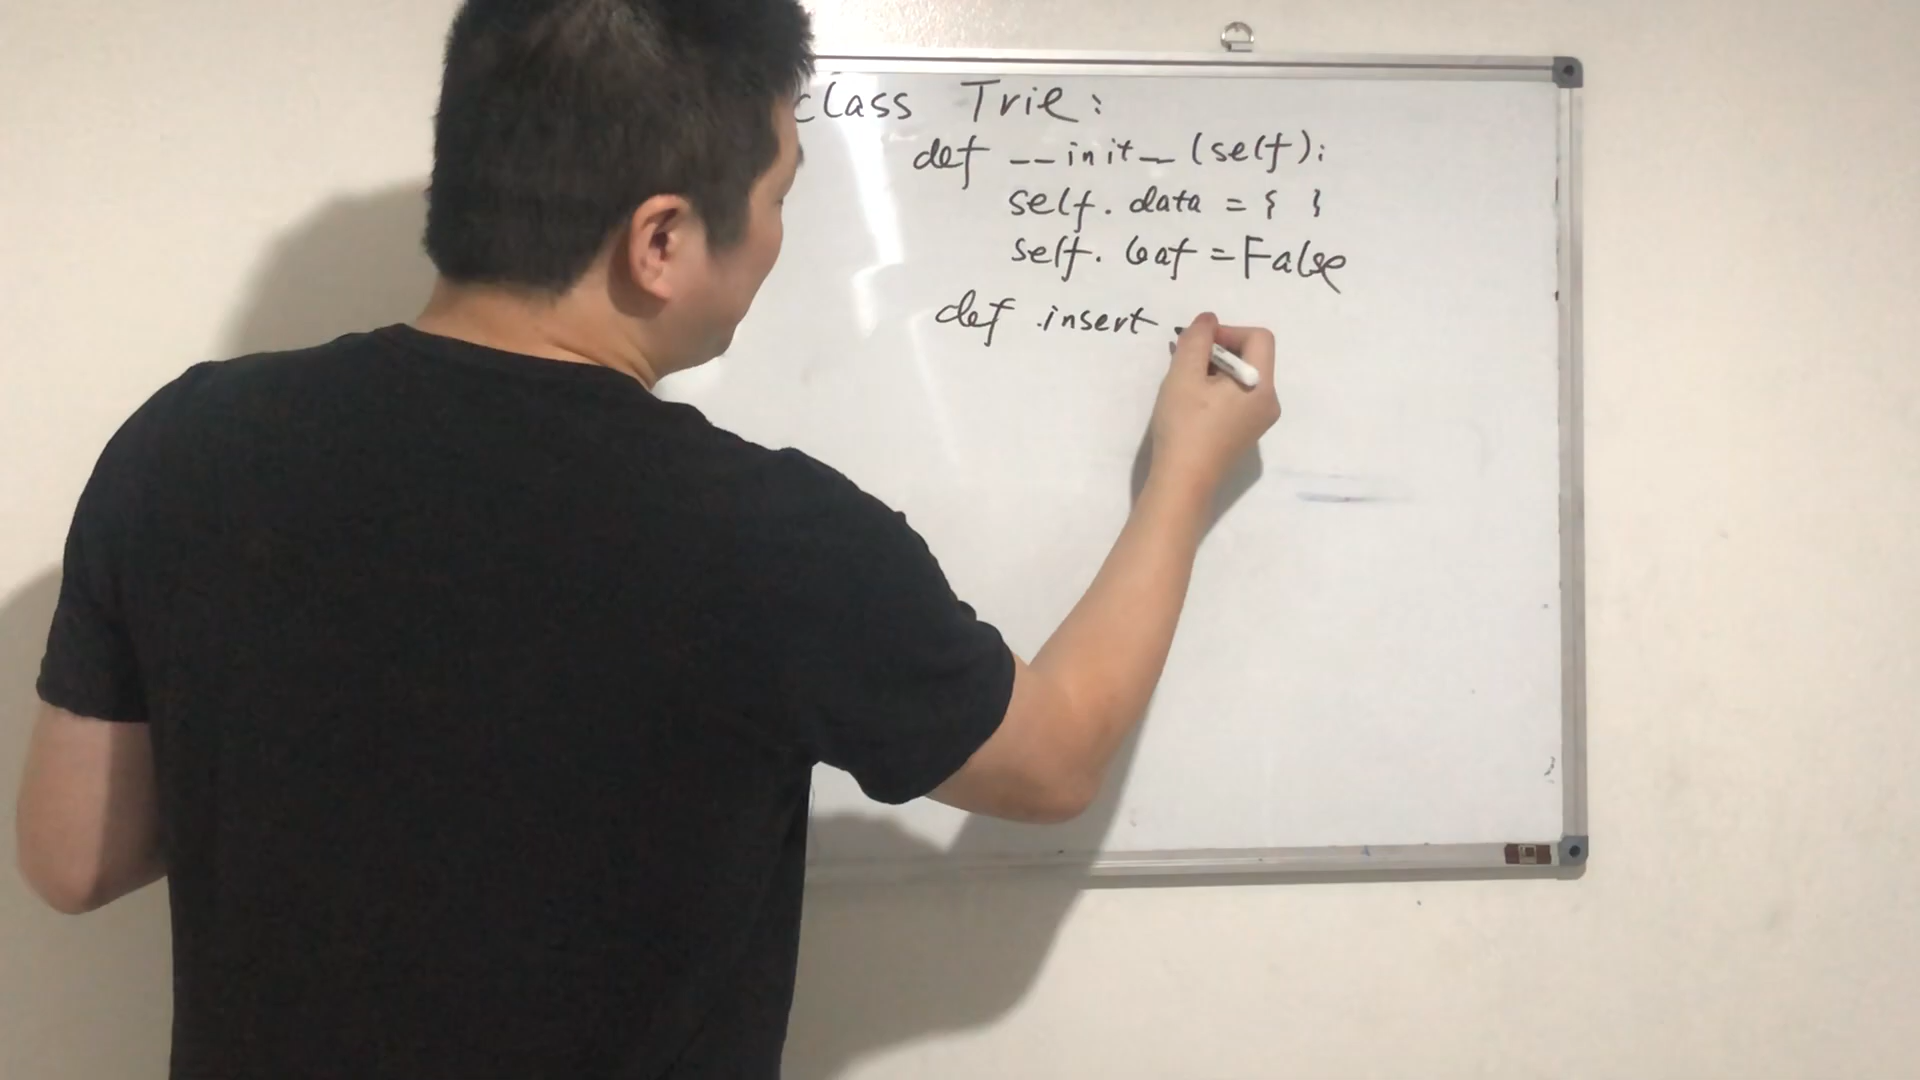 class Trie:
def __init__(self):
self.data = { }
self.leaf = False
def insert